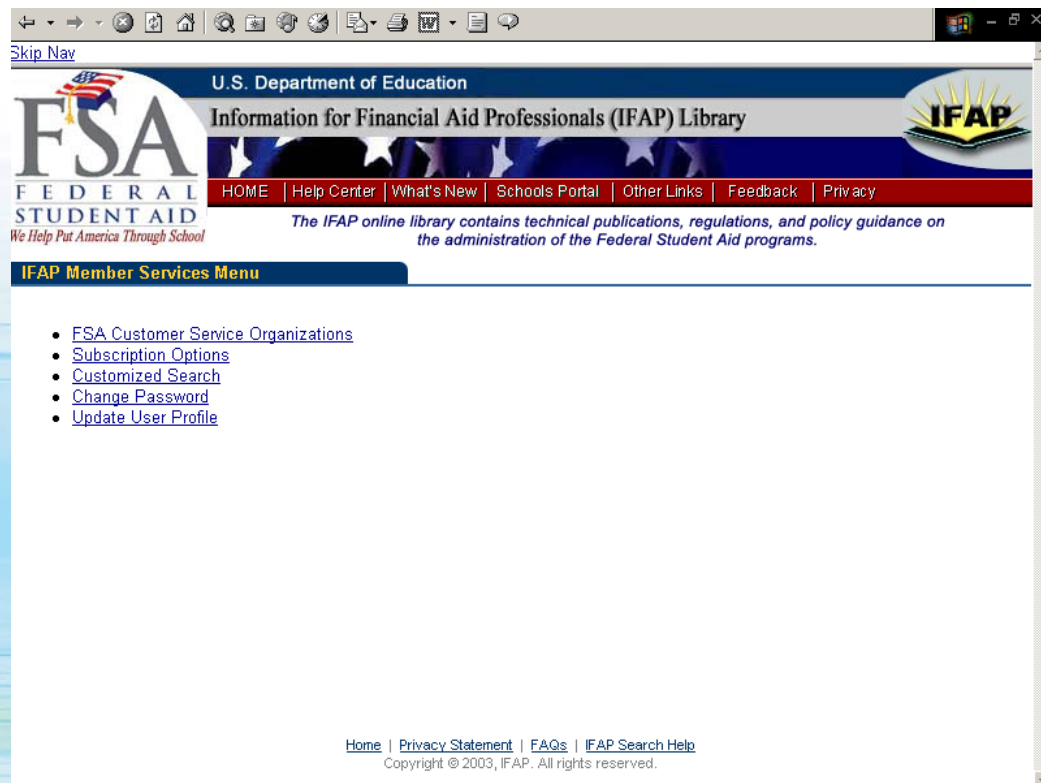 Skip Nav
U.S. Department of Education
Information for Financial Aid Professionals (IFAP) Library
IFAP
FSA
FEDERAL
STUDENT AID
We Help Put America Through School
HOME | Help Center | What's New | Schools Portal | Other Links | Feedback | Privacy
The IFAP online library contains technical publications, regulations, and policy guidance on
the administration of the Federal Student Aid programs.
IFAP Member Services Menu
• FSA Customer Service Organizations
• Subscription Options
• Customized Search
• Change Password
• Update User Profile
Home | Privacy Statement | FAQs | IFAP Search Help
Copyright © 2003, IFAP. All rights reserved.